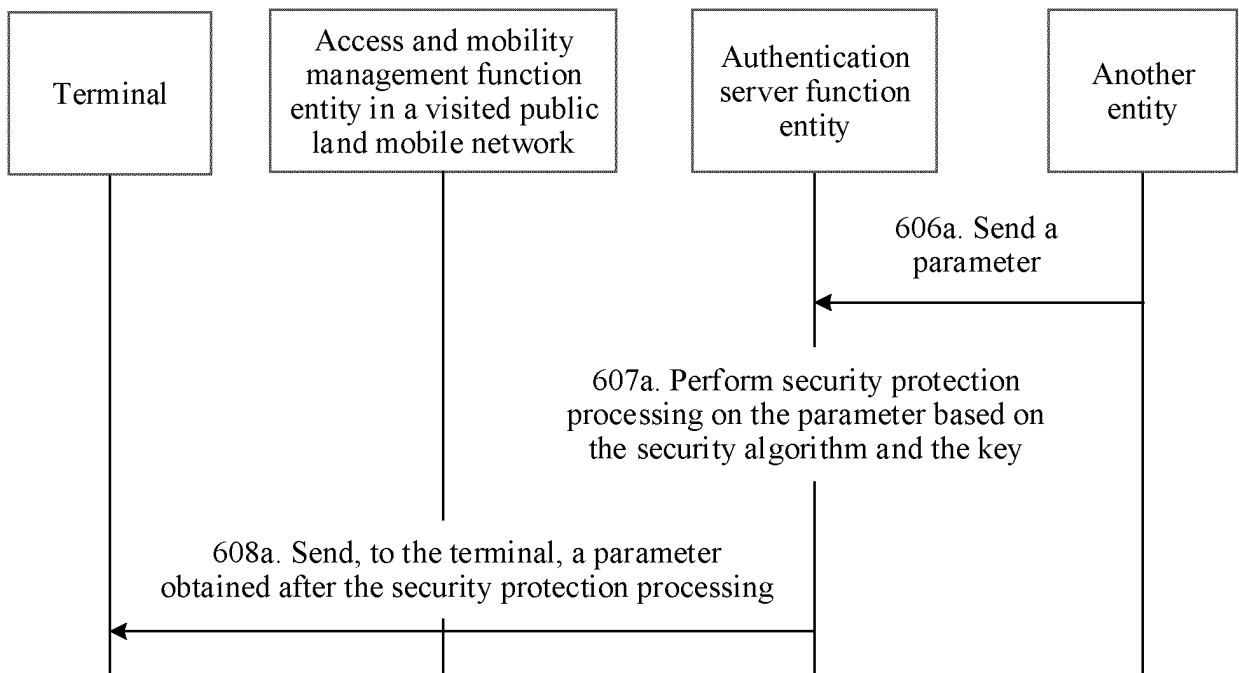 Terminal
Access and mobility
management function
entity in a visited public
land mobile network
Authentication
server function
entity
Another
entity
606a. Send a
parameter
607a. Perform security protection
processing on the parameter based on
the security algorithm and the key
608a. Send, to the terminal, a parameter
obtained after the security protection processing